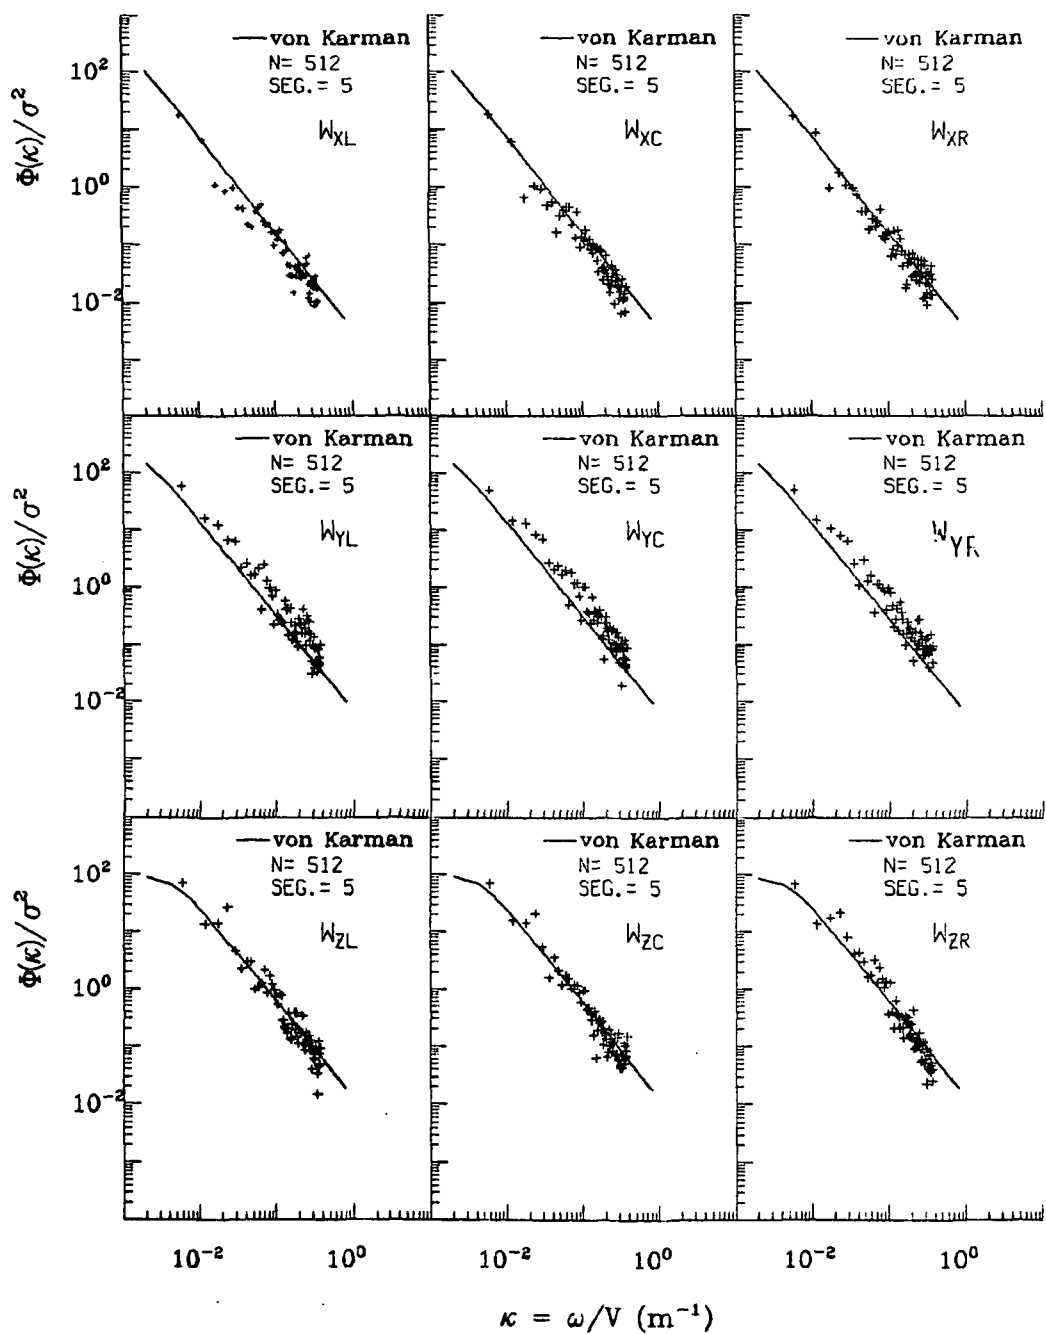 von Karman
N= 512
SEG.= 5
W_XL
von Karman
N= 512
SEG.= 5
W_XC
von Karman
N= 512
SEG.= 5
W_XR
Φ(κ)/σ²
10²
10⁰
10⁻²
von Karman
N= 512
SEG.= 5
W_YL
von Karman
N= 512
SEG.= 5
W_YC
von Karman
N= 512
SEG.= 5
W_YR
Φ(κ)/σ²
10²
10⁰
10⁻²
von Karman
N= 512
SEG.= 5
W_ZL
von Karman
N= 512
SEG.= 5
W_ZC
von Karman
N= 512
SEG.= 5
W_ZR
Φ(κ)/σ²
10²
10⁰
10⁻²
10⁻² 10⁰ 10⁻² 10⁰ 10⁻² 10⁰
κ = ω/V (m⁻¹)